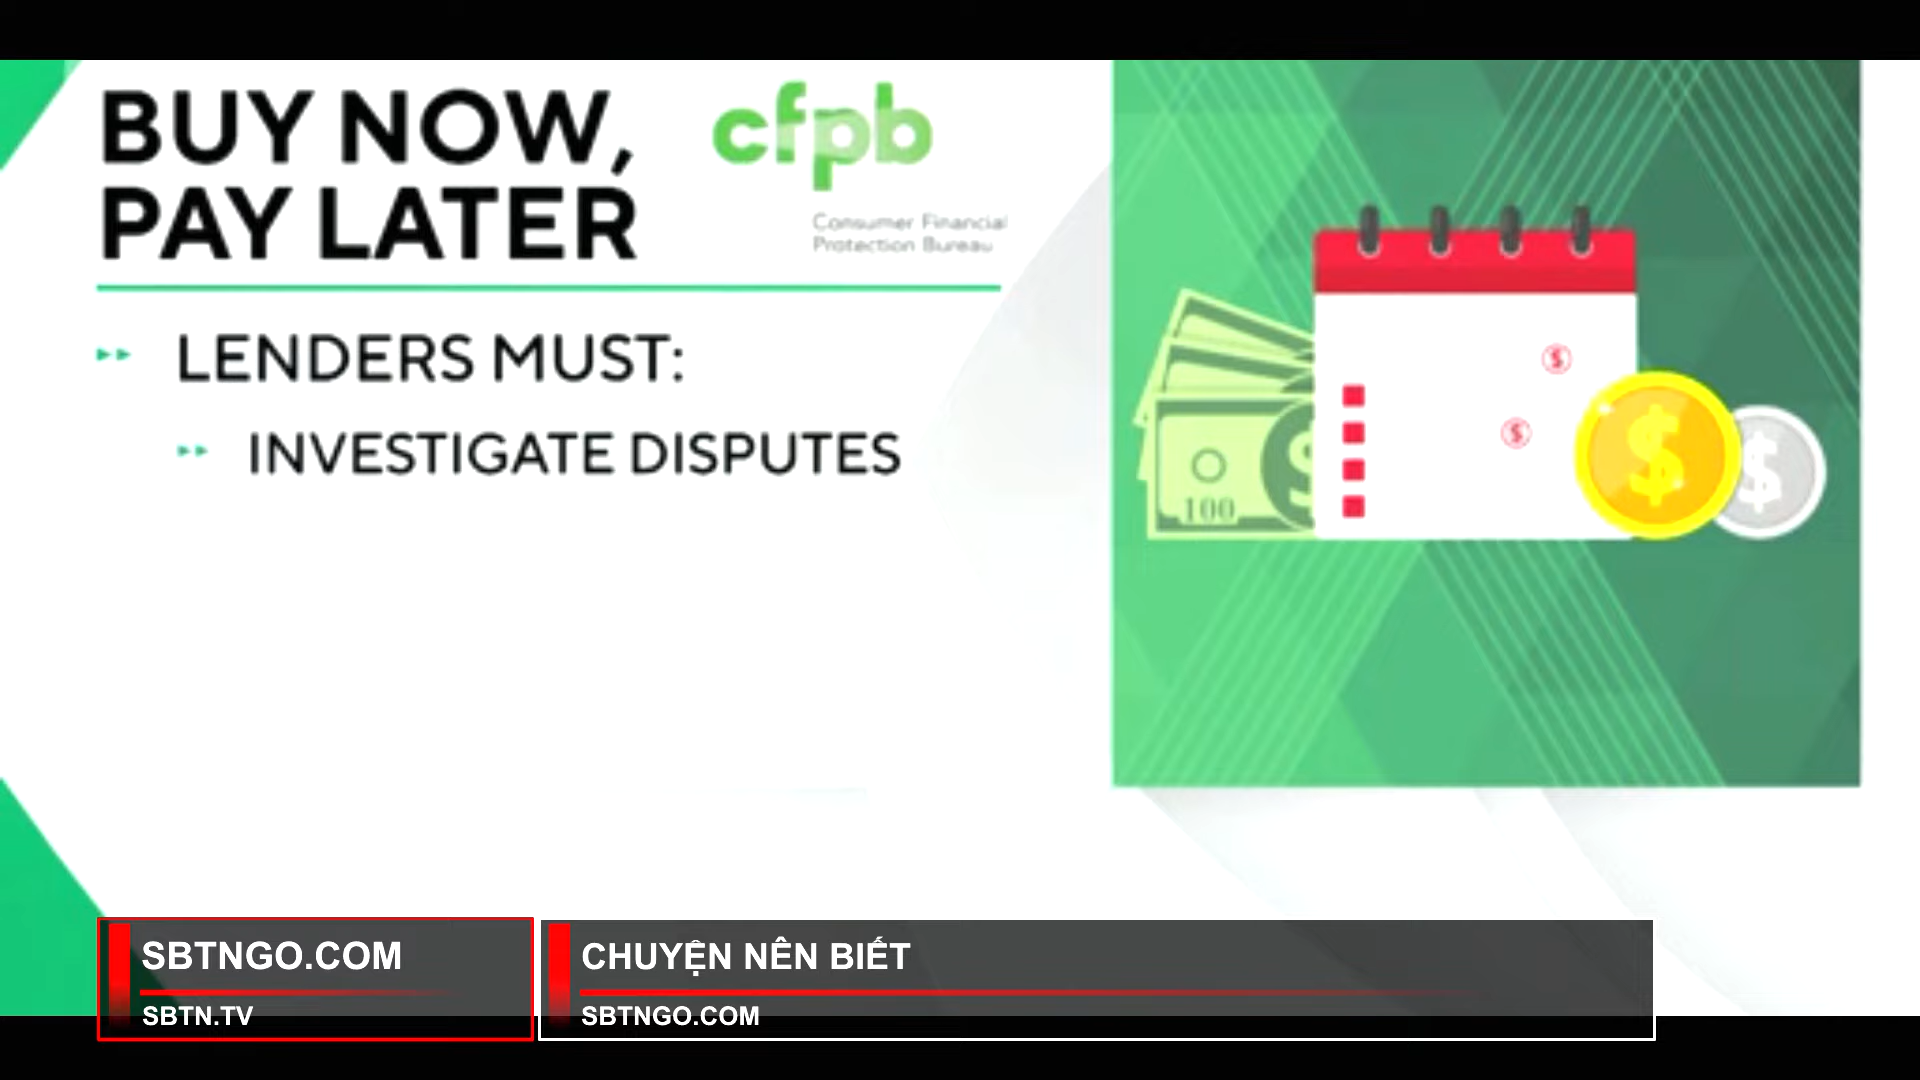 BUY NOW,
PAY LATER
cfpb
Consumer Financial
Protection Bureau
LENDERS MUST:
INVESTIGATE DISPUTES
$
$
$
$
$
100
SBTNGO.COM
SBTN.TV
CHUYỆN NÊN BIẾT
SBTNGO.COM